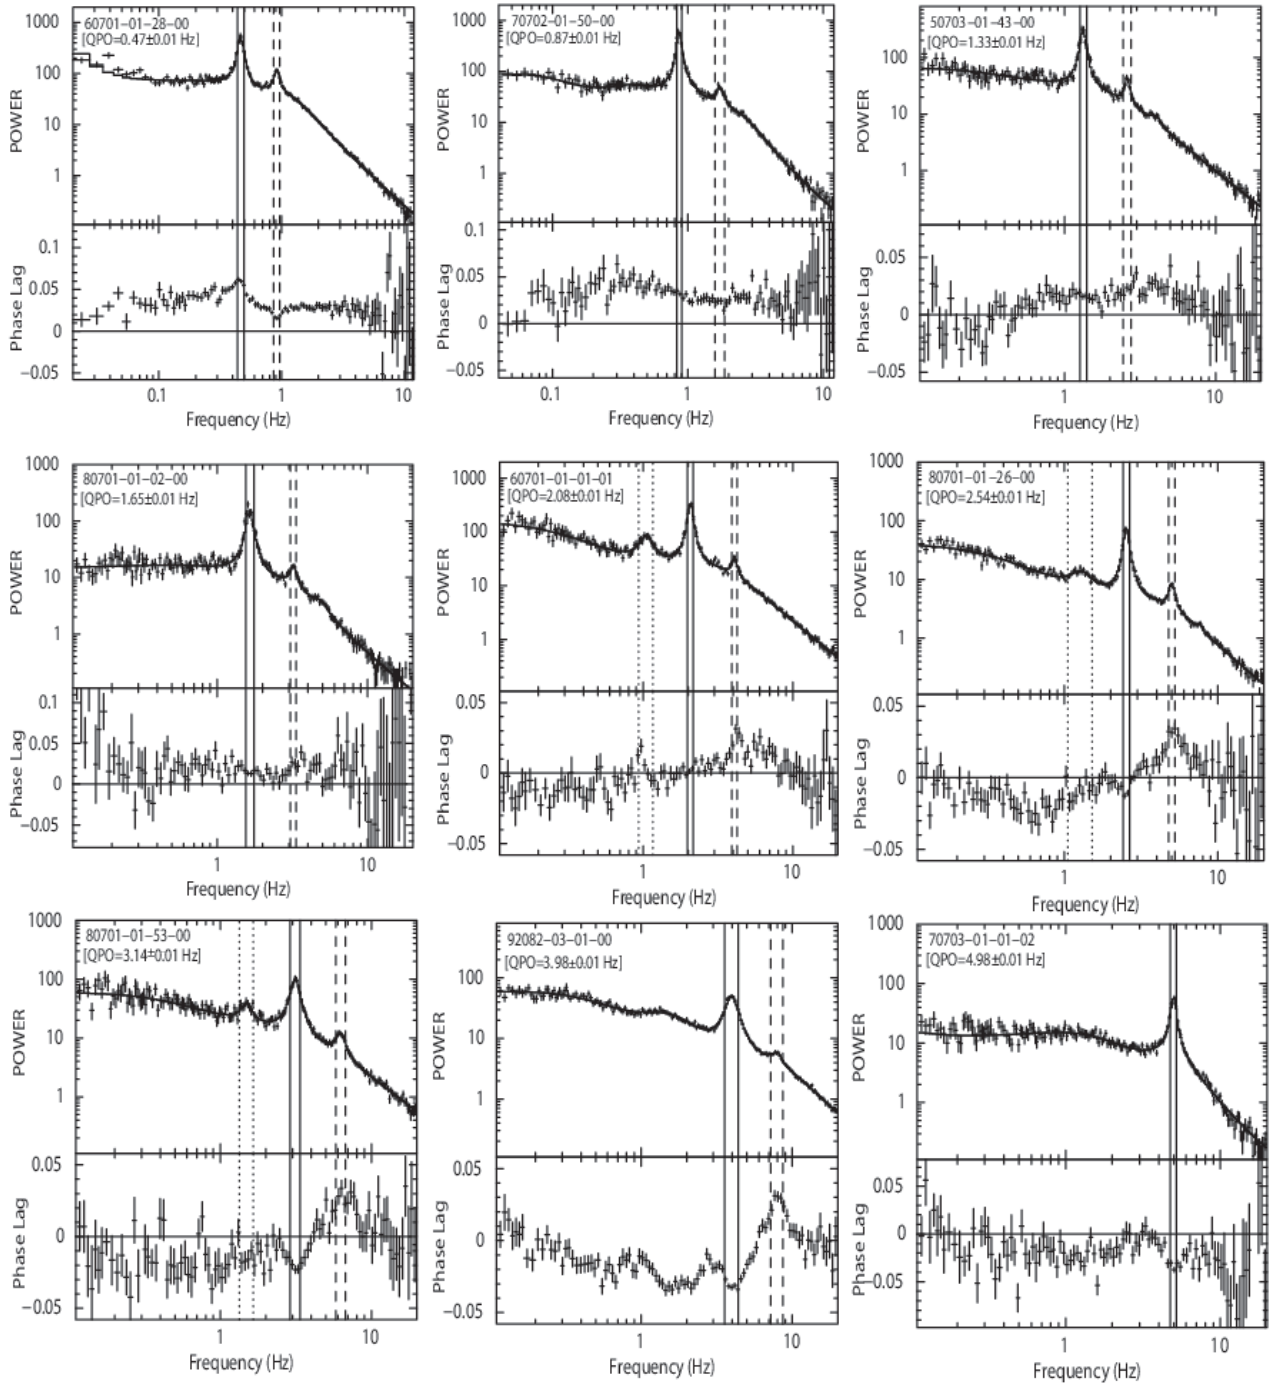 60701-01-28-00
[QPO=0.47±0.01 Hz]
1000
100
10
1
POWER
0.1
0.05
0
−0.05
Phase Lag
0.1
1
10
Frequency (Hz)
70702-01-50-00
[QPO=0.87±0.01 Hz]
1000
100
10
1
POWER
0.1
0.05
0
−0.05
Phase Lag
0.1
1
10
Frequency (Hz)
50703-01-43-00
[QPO=1.33±0.01 Hz]
100
10
1
POWER
0.05
0
−0.05
Phase Lag
1
10
Frequency (Hz)
80701-01-02-00
[QPO=1.65±0.01 Hz]
1000
100
10
1
POWER
0.1
0.05
0
−0.05
Phase Lag
1
10
Frequency (Hz)
60701-01-01-01
[QPO=2.08±0.01 Hz]
1000
100
10
1
POWER
0.05
0
−0.05
Phase Lag
1
10
Frequency (Hz)
80701-01-26-00
[QPO=2.54±0.01 Hz]
1000
100
10
1
POWER
0.05
0
−0.05
Phase Lag
1
10
Frequency (Hz)
80701-01-53-00
[QPO=3.14±0.01 Hz]
1000
100
10
1
POWER
0.05
0
−0.05
Phase Lag
1
10
Frequency (Hz)
92082-03-01-00
[QPO=3.98±0.01 Hz]
1000
100
10
1
POWER
0.05
0
−0.05
Phase Lag
1
10
Frequency (Hz)
70703-01-01-02
[QPO=4.98±0.01 Hz]
1000
100
10
1
POWER
0.05
0
−0.05
Phase Lag
1
10
Frequency (Hz)